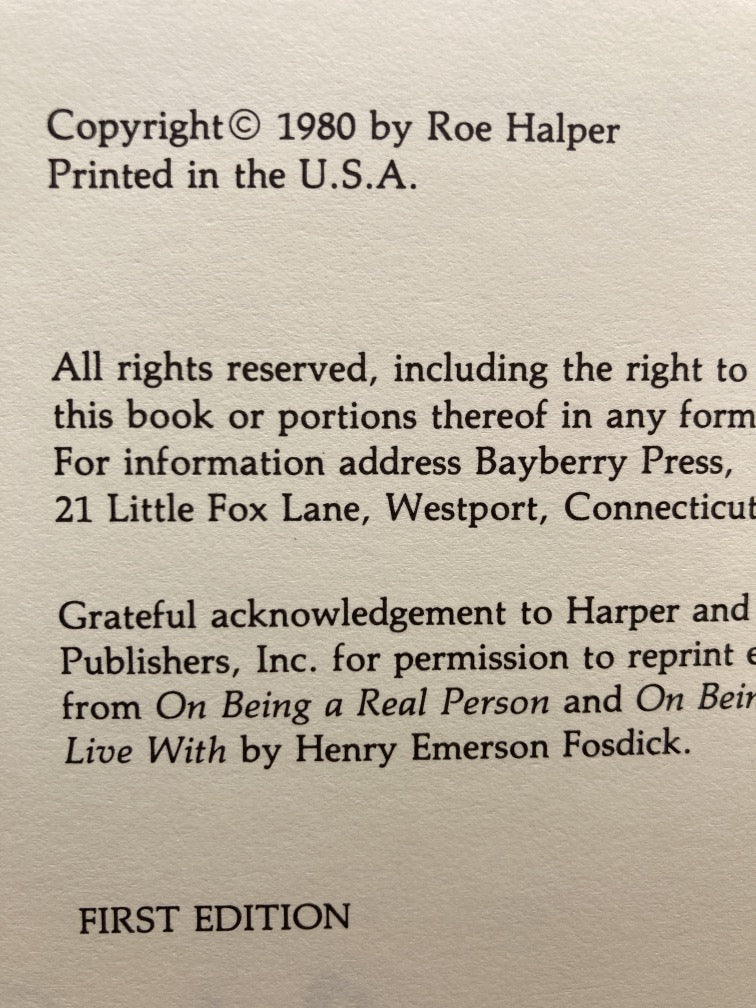 Copyright© 1980 by Roe Halper
Printed in the U.S.A.
All rights reserved, including the right to
this book or portions thereof in any form
For information address Bayberry Press,
21 Little Fox Lane, Westport, Connecticut
Grateful acknowledgement to Harper and
Publishers, Inc. for permission to reprint
from On Being a Real Person and On
Live With by Henry Emerson Fosdick.
FIRST EDITION